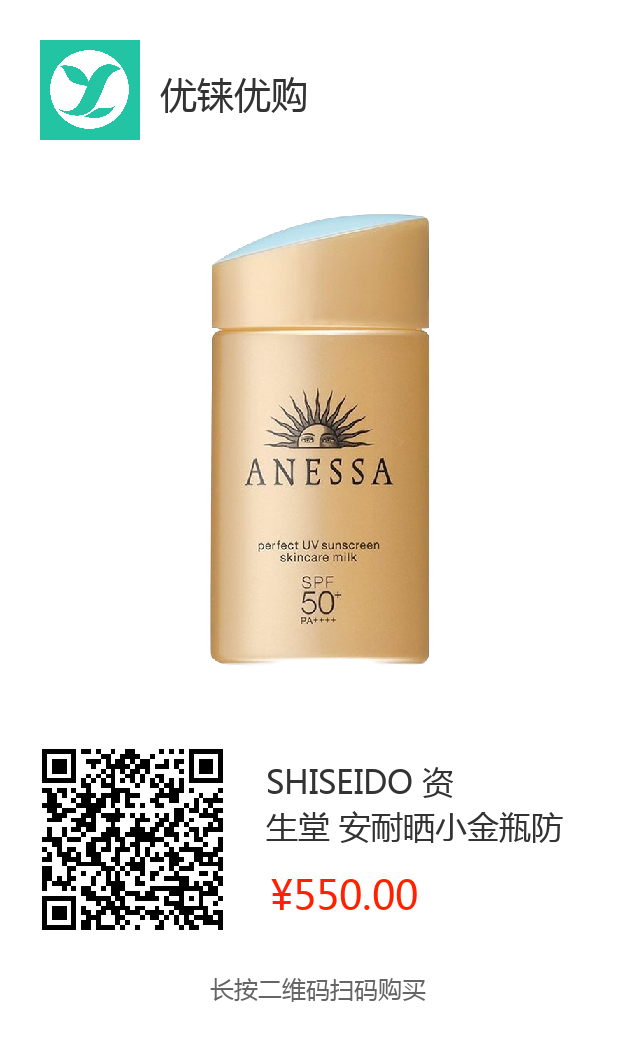 优铼优购
ANESSA
perfect UV sunscreen
skincare milk
SPF
50+
PA++++
SHISEIDO 资
生堂 安耐晒小金瓶防
¥550.00
长按二维码扫码购买